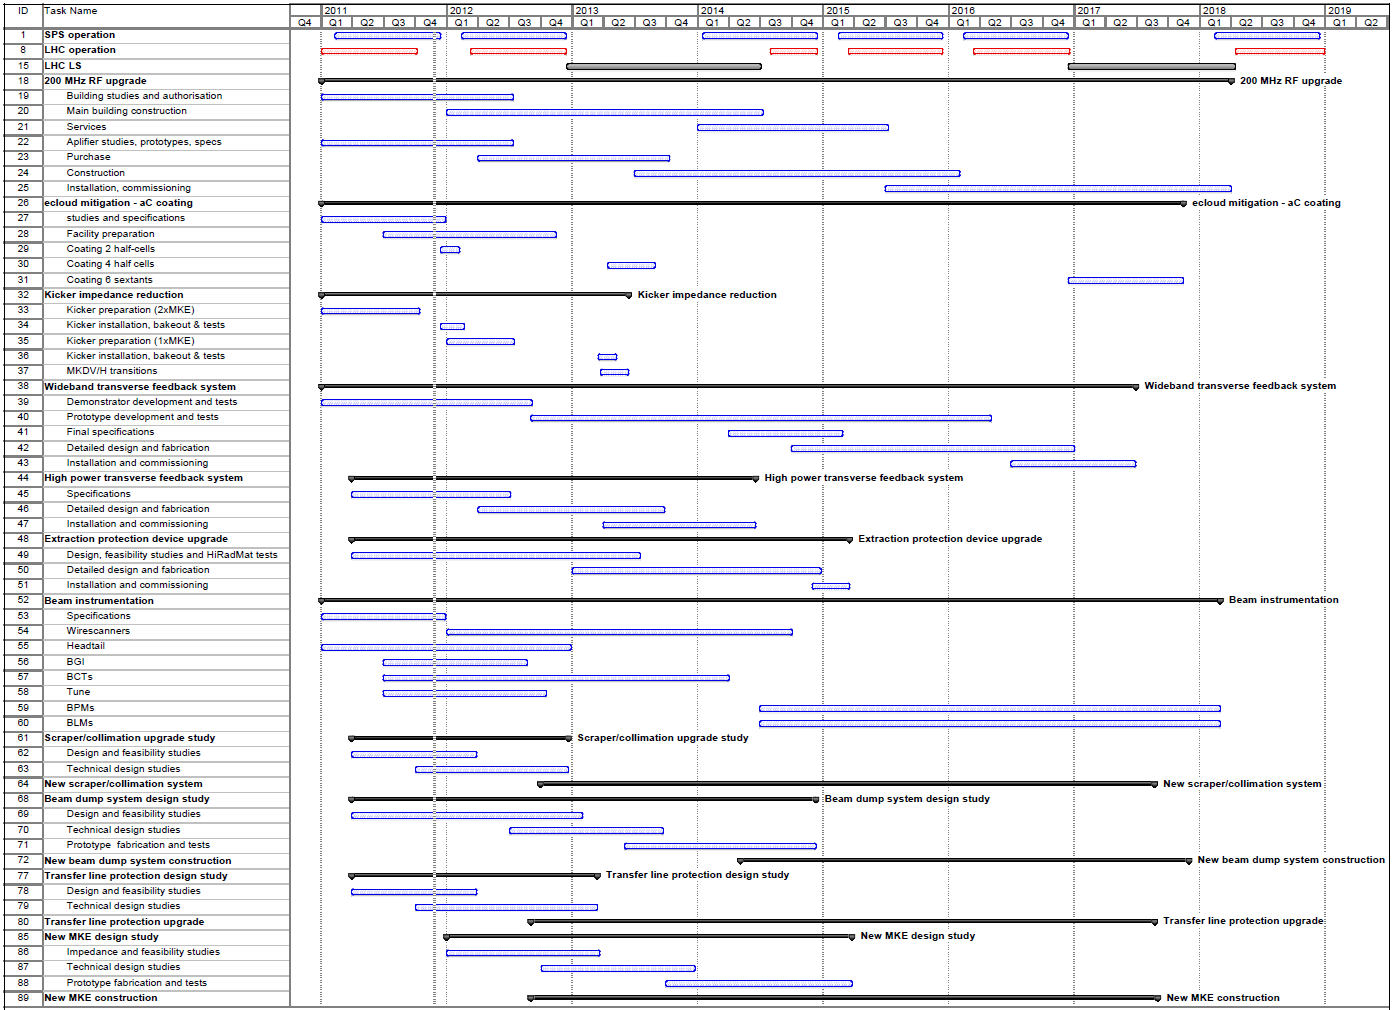 ID Task Name 2011 2012 2013 2014 2015 2016 2017 2018 2019
Q4 Q1 Q2 Q3 Q4 Q1 Q2 Q3 Q4 Q1 Q2 Q3 Q4 Q1 Q2 Q3 Q4 Q1 Q2 Q3 Q4 Q1 Q2 Q3 Q4 Q1 Q2 Q3 Q4 Q1 Q2 Q3 Q4 Q1 Q2
1 SPS operation
8 LHC operation
15 LHC LS
18 200 MHz RF upgrade 200 MHz RF upgrade
19 Building studies and authorisation
20 Main building construction
21 Services
22 Aplifier studies, prototypes, specs
23 Purchase
24 Construction
25 Installation, commissioning
26 ecloud mitigation - aC coating ecloud mitigation - aC coating
27 studies and specifications
28 Facility preparation
29 Coating 2 half-cells
30 Coating 4 half cells
31 Coating 6 sextants
32 Kicker impedance reduction Kicker impedance reduction
33 Kicker preparation (2xMKE)
34 Kicker installation, bakeout & tests
35 Kicker preparation (1xMKE)
36 Kicker installation, bakeout & tests
37 MKDV/H transitions
38 Wideband transverse feedback system Wideband transverse feedback system
39 Demonstrator development and tests
40 Prototype development and tests
41 Final specifications
42 Detailed design and fabrication
43 Installation and commissioning
44 High power transverse feedback system High power transverse feedback system
45 Specifications
46 Detailed design and fabrication
47 Installation and commissioning
48 Extraction protection device upgrade Extraction protection device upgrade
49 Design, feasibility studies and HiRadMat tests
50 Detailed design and fabrication
51 Installation and commissioning
52 Beam instrumentation Beam instrumentation
53 Specifications
54 Wirescanners
55 Headtail
56 BGI
57 BCTs
58 Tune
59 BPMs
60 BLMs
61 Scraper/collimation upgrade study Scraper/collimation upgrade study
62 Design and feasibility studies
63 Technical design studies
64 New scraper/collimation system New scraper/collimation system
68 Beam dump system design study Beam dump system design study
69 Design and feasibility studies
70 Technical design studies
71 Prototype fabrication and tests
72 New beam dump system construction New beam dump system construction
77 Transfer line protection design study Transfer line protection design study
78 Design and feasibility studies
79 Technical design studies
80 Transfer line protection upgrade Transfer line protection upgrade
85 New MKE design study New MKE design study
86 Impedance and feasibility studies
87 Technical design studies
88 Prototype fabrication and tests
89 New MKE construction New MKE construction